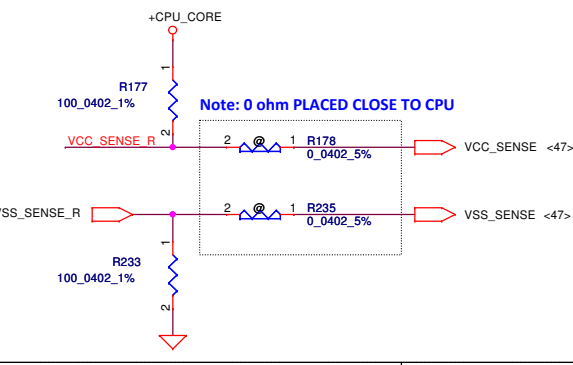 +CPU_CORE
1
R177
100_0402_1%
2
Note: 0 ohm PLACED CLOSE TO CPU
VCC_SENSE_R
2 @ 1 R178
0_0402_5%
VCC_SENSE <47>
VSS_SENSE_R
2 @ 1 R235
0_0402_5%
VSS_SENSE <47>
1
R233
100_0402_1%
2